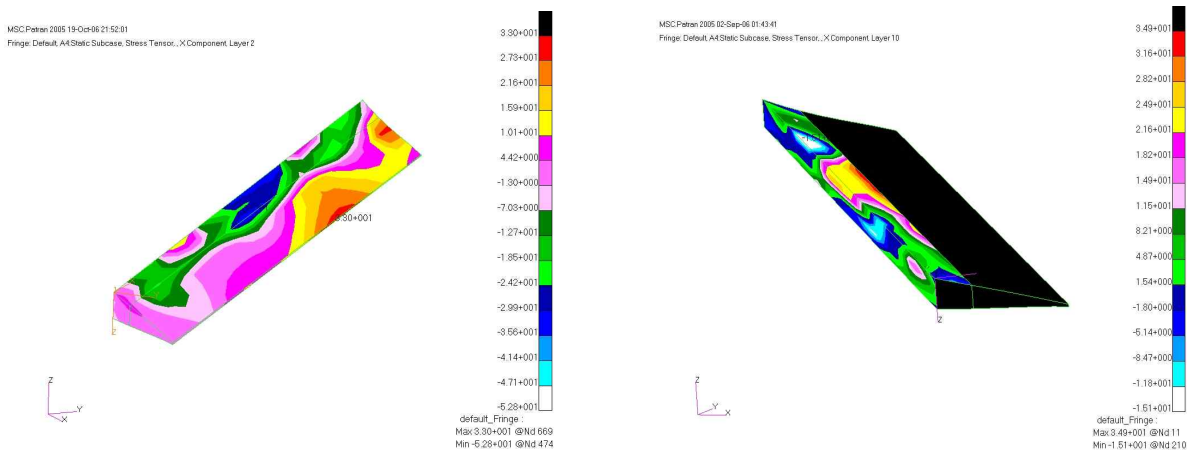 MSC.Patran 2005 19-Oct-06 21:52:01
Fringe: Default, A4:Static Subcase, Stress Tensor, , X Component, Layer 2
3.30+001
2.73+001
2.16+001
1.59+001
1.01+001
4.42+000
-1.30+000
-7.03+000
-1.27+001
-1.85+001
-2.42+001
-2.99+001
-3.56+001
-4.14+001
-4.71+001
-5.28+001
3.30+001
Z
Z
Y
X
default_Fringe :
Max 3.30+001 @Nd 669
Min -5.28+001 @Nd 474
MSC.Patran 2005 02-Sep-06 01:43:41
Fringe: Default, A4:Static Subcase, Stress Tensor, , X Component, Layer 10
3.49+001
3.16+001
2.82+001
2.49+001
2.16+001
1.82+001
1.49+001
1.15+001
8.21+000
4.87+000
1.54+000
-1.80+000
-5.14+000
-8.47+000
-1.18+001
-1.51+001
Z
Z
Y
X
default_Fringe :
Max 3.49+001 @Nd 11
Min -1.51+001 @Nd 210